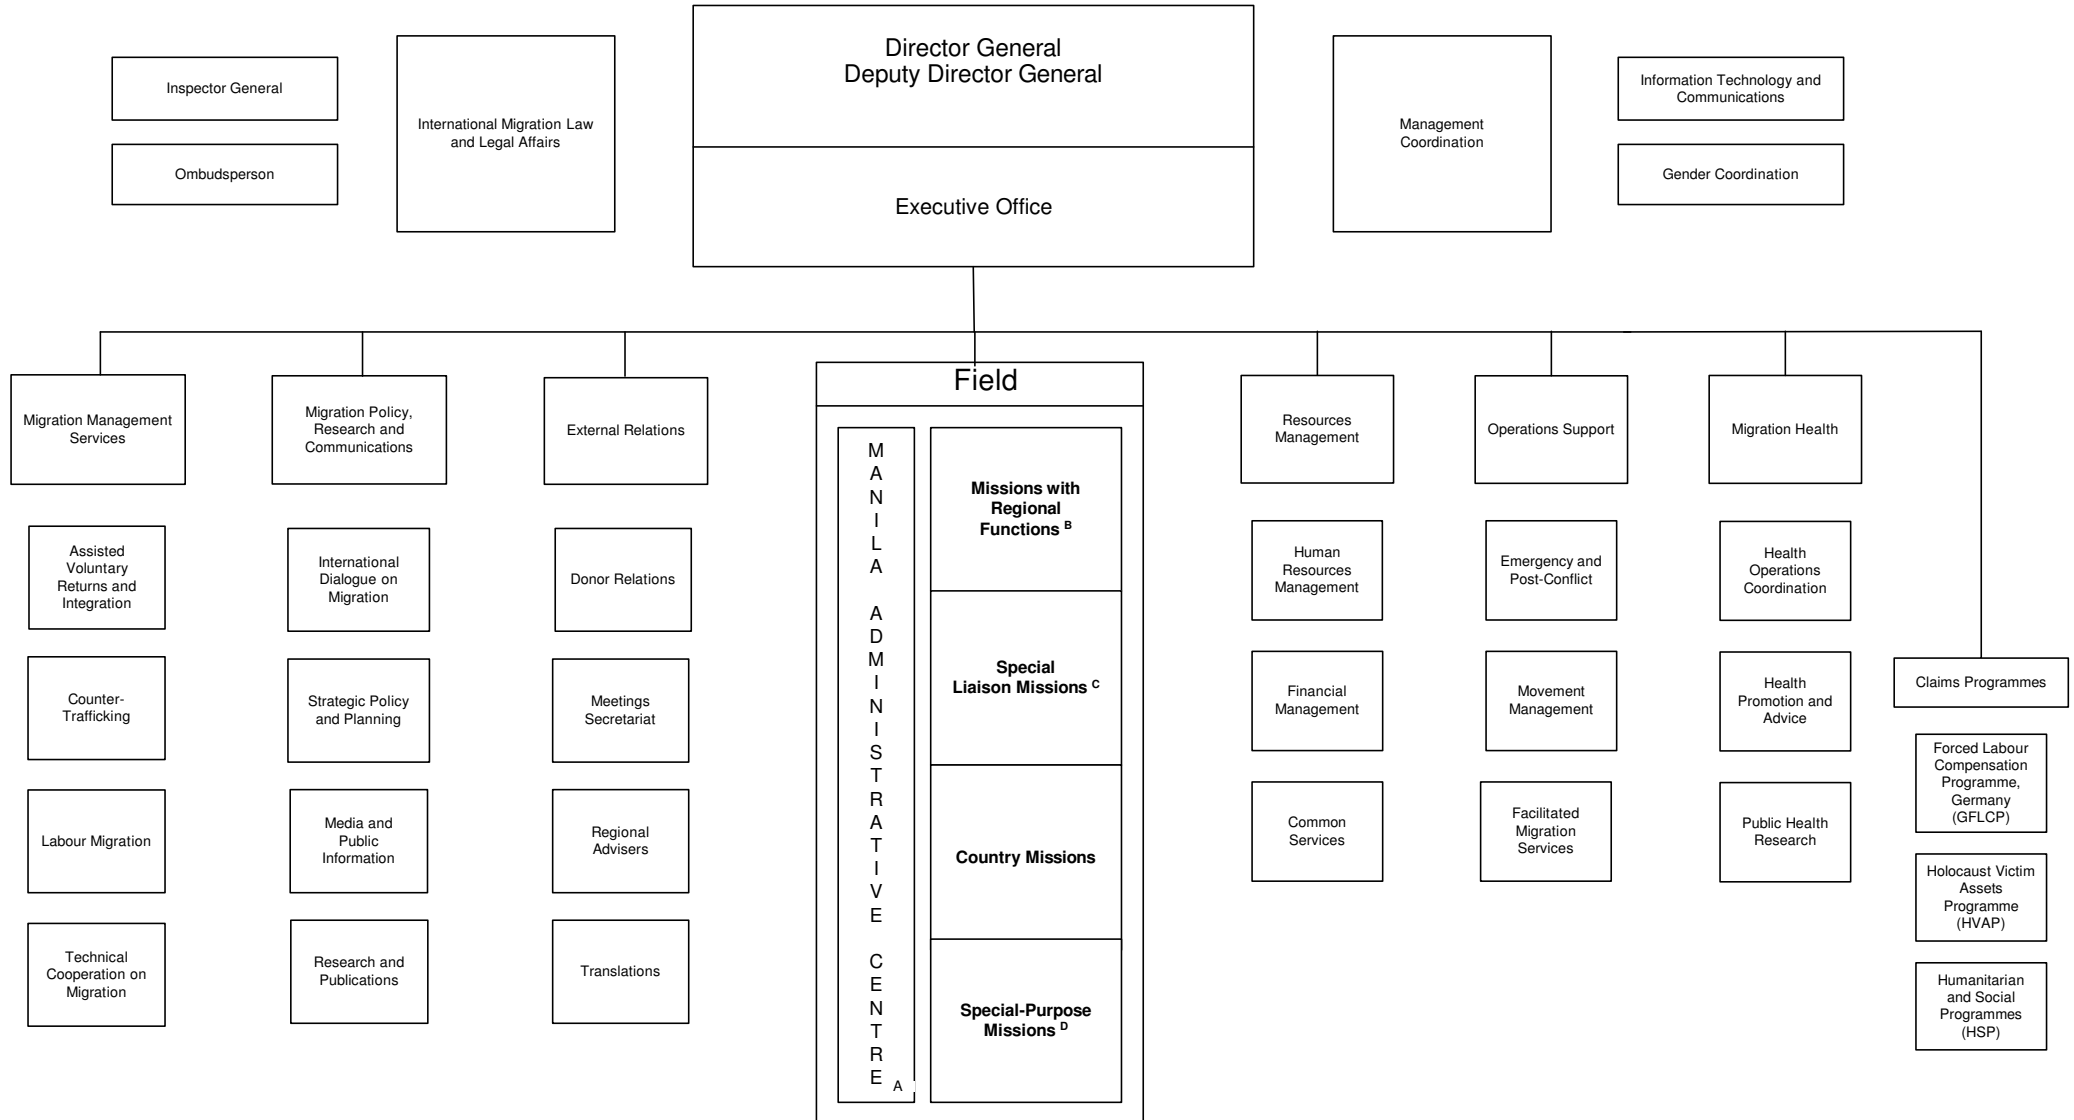 Director General
Deputy Director General
Executive Office
Inspector General
Ombudsperson
International Migration Law
and Legal Affairs
Management
Coordination
Information Technology and
Communications
Gender Coordination
Migration Management
Services
Assisted
Voluntary
Returns and
Integration
Counter-
Trafficking
Labour Migration
Technical
Cooperation on
Migration
Migration Policy,
Research and
Communications
International
Dialogue on
Migration
Strategic Policy
and Planning
Media and
Public
Information
Research and
Publications
External Relations
Donor Relations
Meetings
Secretariat
Regional
Advisers
Translations
Field
MANILA ADMINISTRATIVE CENTRE A
Missions with
Regional
Functions B
Special
Liaison Missions C
Country Missions
Special-Purpose
Missions D
Resources
Management
Human
Resources
Management
Financial
Management
Common
Services
Operations Support
Emergency and
Post-Conflict
Movement
Management
Facilitated
Migration
Services
Migration Health
Health
Operations
Coordination
Health
Promotion and
Advice
Public Health
Research
Claims Programmes
Forced Labour
Compensation
Programme,
Germany
(GFLCP)
Holocaust Victim
Assets
Programme
(HVAP)
Humanitarian
and Social
Programmes
(HSP)